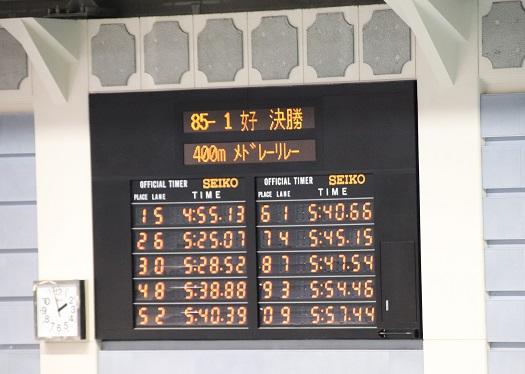 85- 1 女子 決勝
400m メドレーリレー
OFFICIAL TIMER SEIKO
PLACE LANE TIME
1 5 4:55.13
2 6 5:25.07
3 0 5:28.52
4 8 5:38.88
5 2 5:40.39
OFFICIAL TIMER SEIKO
PLACE LANE TIME
6 1 5:40.66
7 4 5:45.15
8 7 5:47.54
9 3 5:54.46
0 9 5:57.44